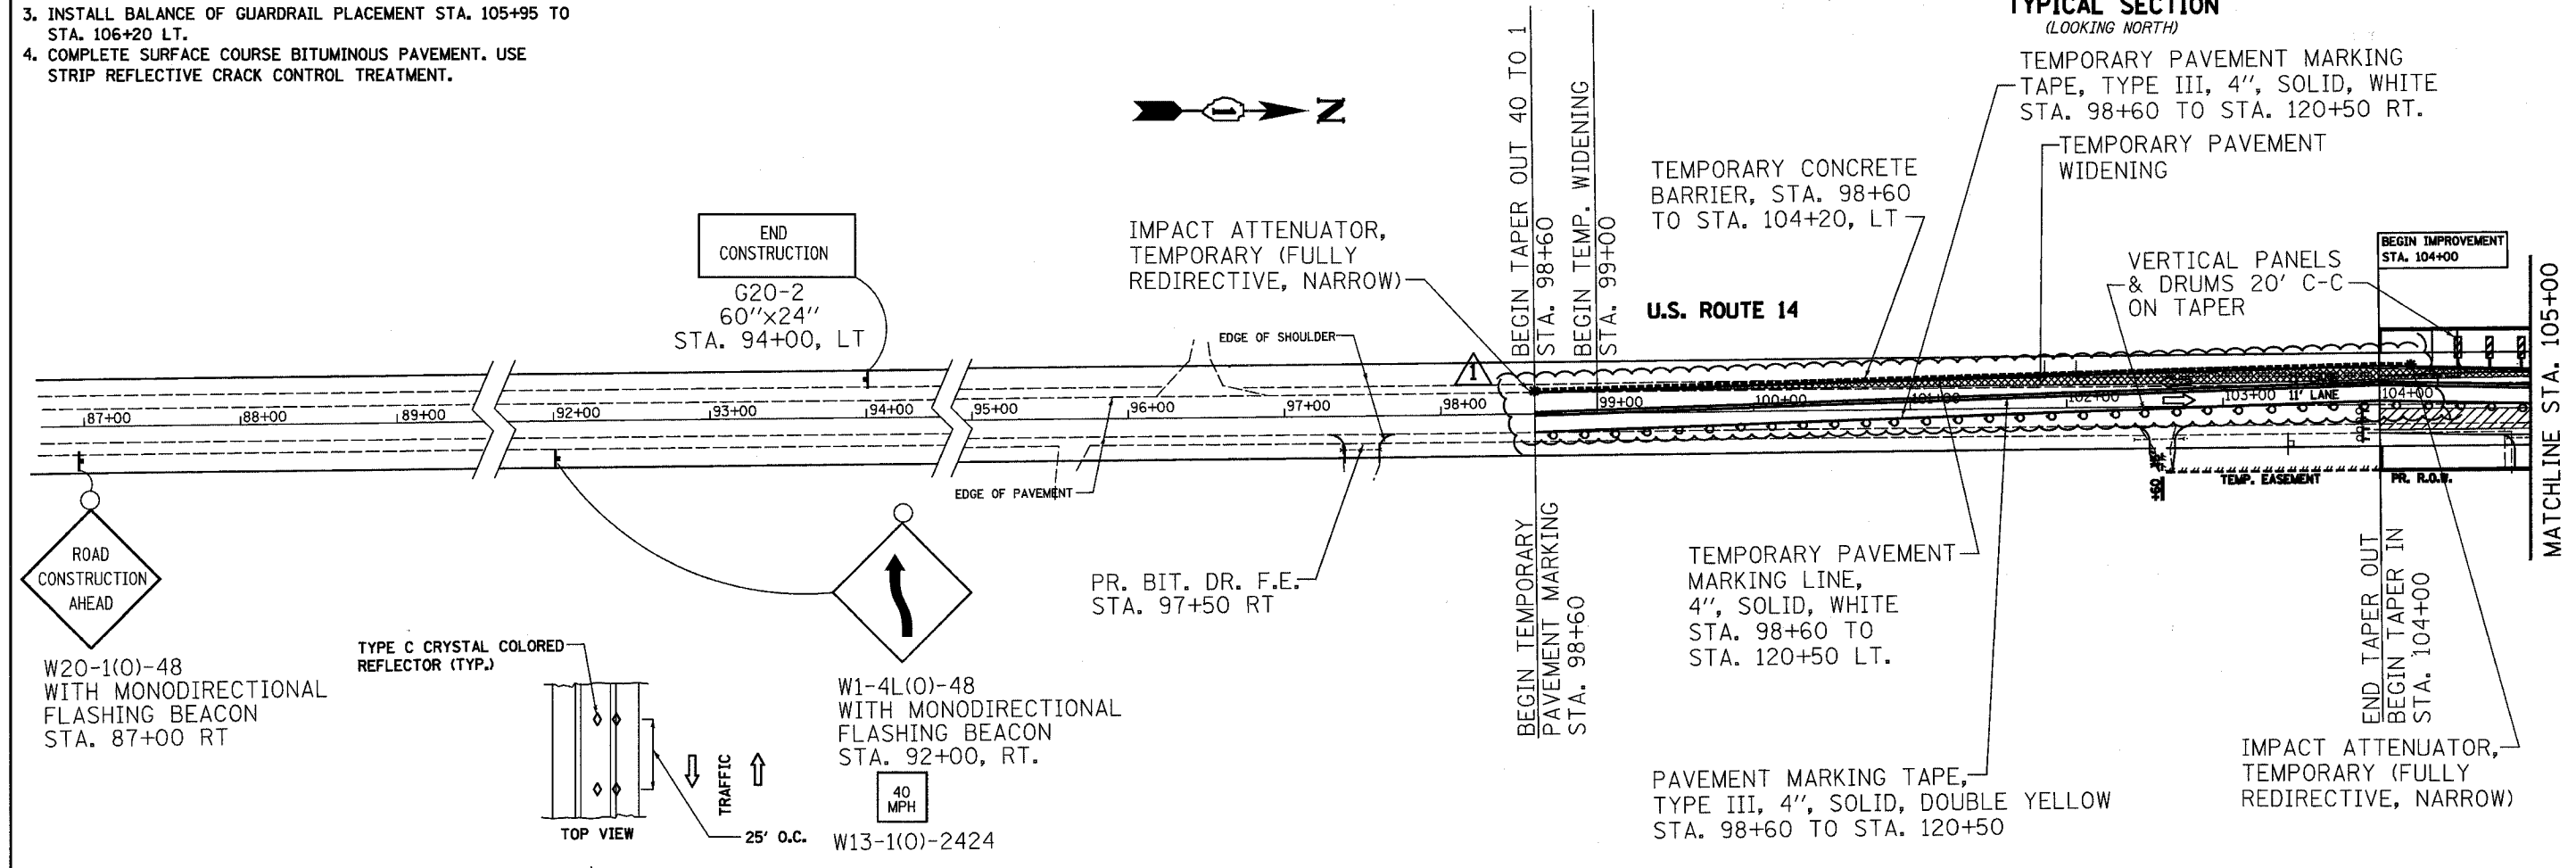 3. INSTALL BALANCE OF GUARDRAIL PLACEMENT STA. 105+95 TO
STA. 106+20 LT.
4. COMPLETE SURFACE COURSE BITUMINOUS PAVEMENT. USE
STRIP REFLECTIVE CRACK CONTROL TREATMENT.
TYPICAL SECTION
(LOOKING NORTH)
TEMPORARY PAVEMENT MARKING
TAPE, TYPE III, 4", SOLID, WHITE
STA. 98+60 TO STA. 120+50 RT.
TEMPORARY PAVEMENT
WIDENING
1
N
BEGIN TAPER OUT 40 TO 1
STA. 98+60
BEGIN TEMP. WIDENING
STA. 99+00
TEMPORARY CONCRETE
BARRIER, STA. 98+60
TO STA. 104+20, LT
END
CONSTRUCTION
G20-2
60"x24"
STA. 94+00, LT
IMPACT ATTENUATOR,
TEMPORARY (FULLY
REDIRECTIVE, NARROW)
U.S. ROUTE 14
VERTICAL PANELS
& DRUMS 20' C-C
ON TAPER
BEGIN IMPROVEMENT
STA. 104+00
MATCHLINE STA. 105+00
EDGE OF SHOULDER
1
87+00
88+00
89+00
92+00
93+00
94+00
95+00
96+00
97+00
98+00
99+00
100+00
101+00
102+00
103+00
11' LANE
104+00
EDGE OF PAVEMENT
+60
TEMP. EASEMENT
PR. R.O.W.
ROAD
CONSTRUCTION
AHEAD
W20-1(O)-48
WITH MONODIRECTIONAL
FLASHING BEACON
STA. 87+00 RT
TYPE C CRYSTAL COLORED
REFLECTOR (TYP.)
TRAFFIC
TOP VIEW
25' O.C.
W1-4L(O)-48
WITH MONODIRECTIONAL
FLASHING BEACON
STA. 92+00, RT.
40
MPH
W13-1(O)-2424
PR. BIT. DR. F.E.
STA. 97+50 RT
BEGIN TEMPORARY
PAVEMENT MARKING
STA. 98+60
TEMPORARY PAVEMENT
MARKING LINE,
4", SOLID, WHITE
STA. 98+60 TO
STA. 120+50 LT.
PAVEMENT MARKING TAPE,
TYPE III, 4", SOLID, DOUBLE YELLOW
STA. 98+60 TO STA. 120+50
END TAPER OUT
BEGIN TAPER IN
STA. 104+00
IMPACT ATTENUATOR,
TEMPORARY (FULLY
REDIRECTIVE, NARROW)